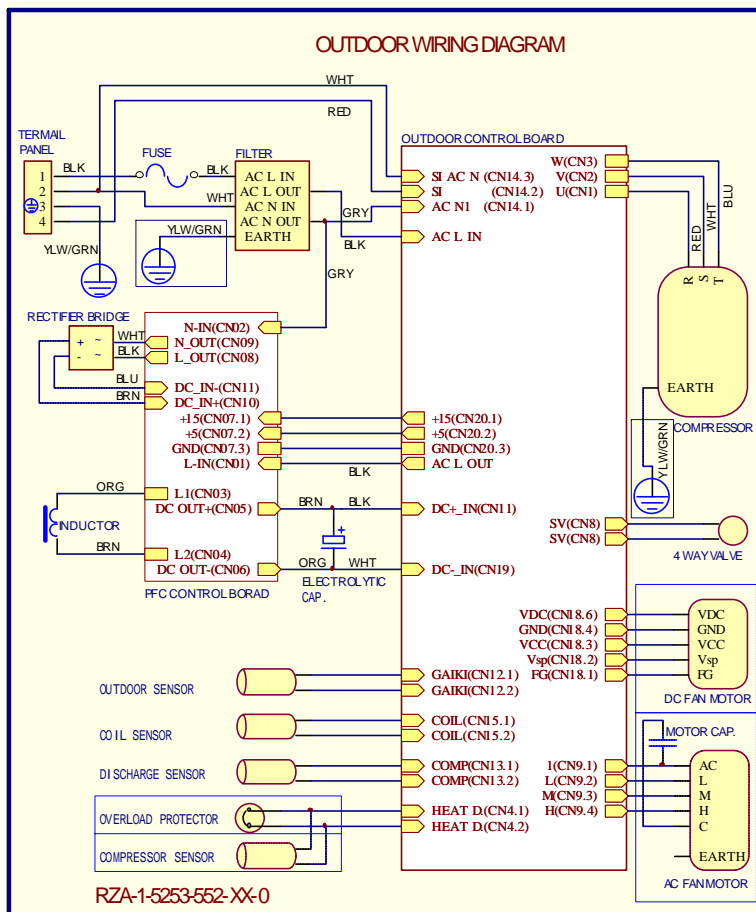 OUTDOOR WIRING DIAGRAM
WHT
RED
TERMAIL
PANEL
1
2
3
4
BLK
FUSE
BLK
WHT
YLW/GRN
FILTER
AC L IN
AC L OUT
AC N IN
AC N OUT
EARTH
YLW/GRN
GRY
BLK
GRY
OUTDOOR CONTROL BOARD
SI AC N (CN14.3)
SI (CN14.2)
AC N1 (CN14.1)
AC L IN
W(CN3)
V(CN2)
U(CN1)
RED
WHT
BLU
R
S
T
EARTH
COMPRESSOR
YLW/GRN
RECTIFIER BRIDGE
+ ~
- ~
WHT
BLK
BLU
BRN
N-IN(CN02)
N_OUT(CN09)
L_OUT(CN08)
DC_IN-(CN11)
DC_IN+(CN10)
+15(CN07.1)
+5(CN07.2)
GND(CN07.3)
L-IN(CN01)
BLK
+15(CN20.1)
+5(CN20.2)
GND(CN20.3)
AC L OUT
ORG
INDUCTOR
BRN
L1(CN03)
DC OUT+(CN05)
L2(CN04)
DC OUT-(CN06)
PFC CONTROL BORAD
BRN
BLK
+
ORG
WHT
ELECTROLYTIC
CAP.
DC+_IN(CN11)
DC-_IN(CN19)
SV(CN8)
SV(CN8)
4 WAY VALVE
VDC(CN18.6)
GND(CN18.4)
VCC(CN18.3)
Vsp(CN18.2)
FG(CN18.1)
VDC
GND
VCC
Vsp
FG
DC FAN MOTOR
OUTDOOR SENSOR
GAIKI(CN12.1)
GAIKI(CN12.2)
COIL SENSOR
COIL(CN15.1)
COIL(CN15.2)
DISCHARGE SENSOR
COMP(CN13.1)
COMP(CN13.2)
OVERLOAD PROTECTOR
HEAT D.(CN4.1)
HEAT D.(CN4.2)
COMPRESSOR SENSOR
MOTOR CAP.
1(CN9.1)
L(CN9.2)
M(CN9.3)
H(CN9.4)
AC
L
M
H
C
EARTH
AC FAN MOTOR
RZA-1-5253-552-XX-0